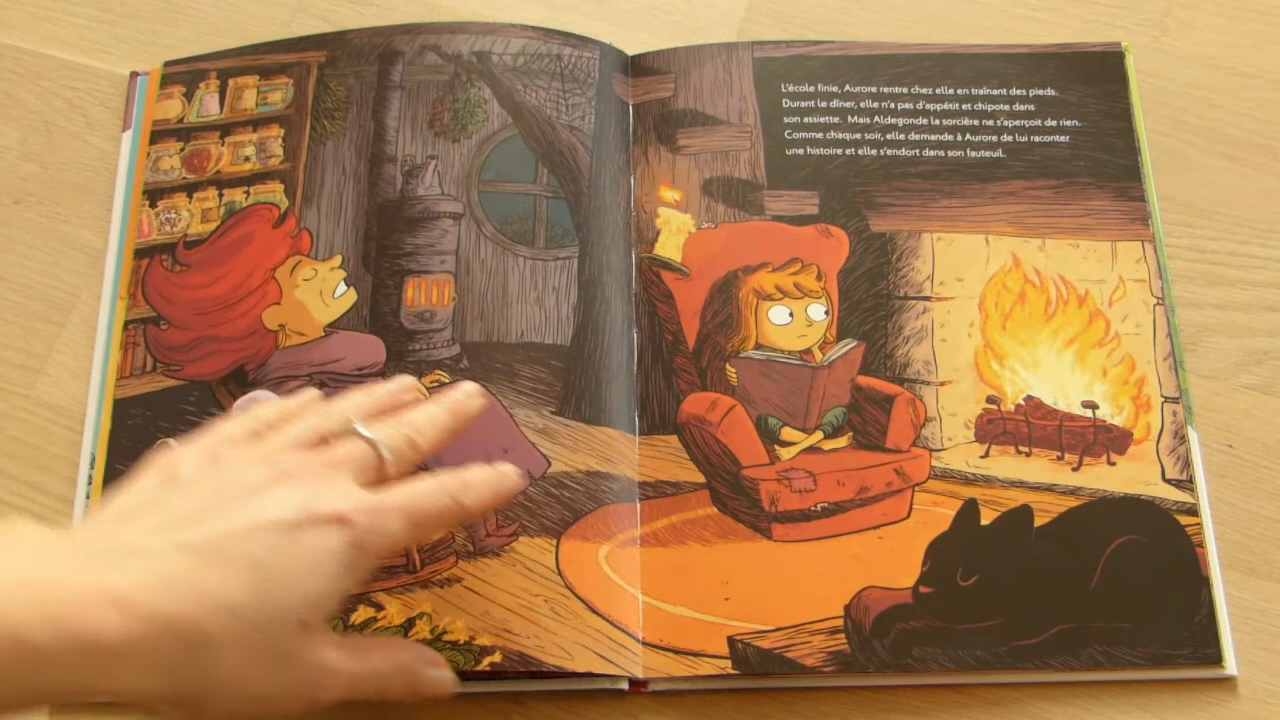 L'école finie, Aurore rentre chez elle en traînant des pieds.
Durant le dîner, elle n'a pas d'appétit et chipote dans
son assiette. Mais Aldegonde la sorcière ne s'aperçoit de rien.
Comme chaque soir, elle demande à Aurore de lui raconter
une histoire et elle s'endort dans son fauteuil.